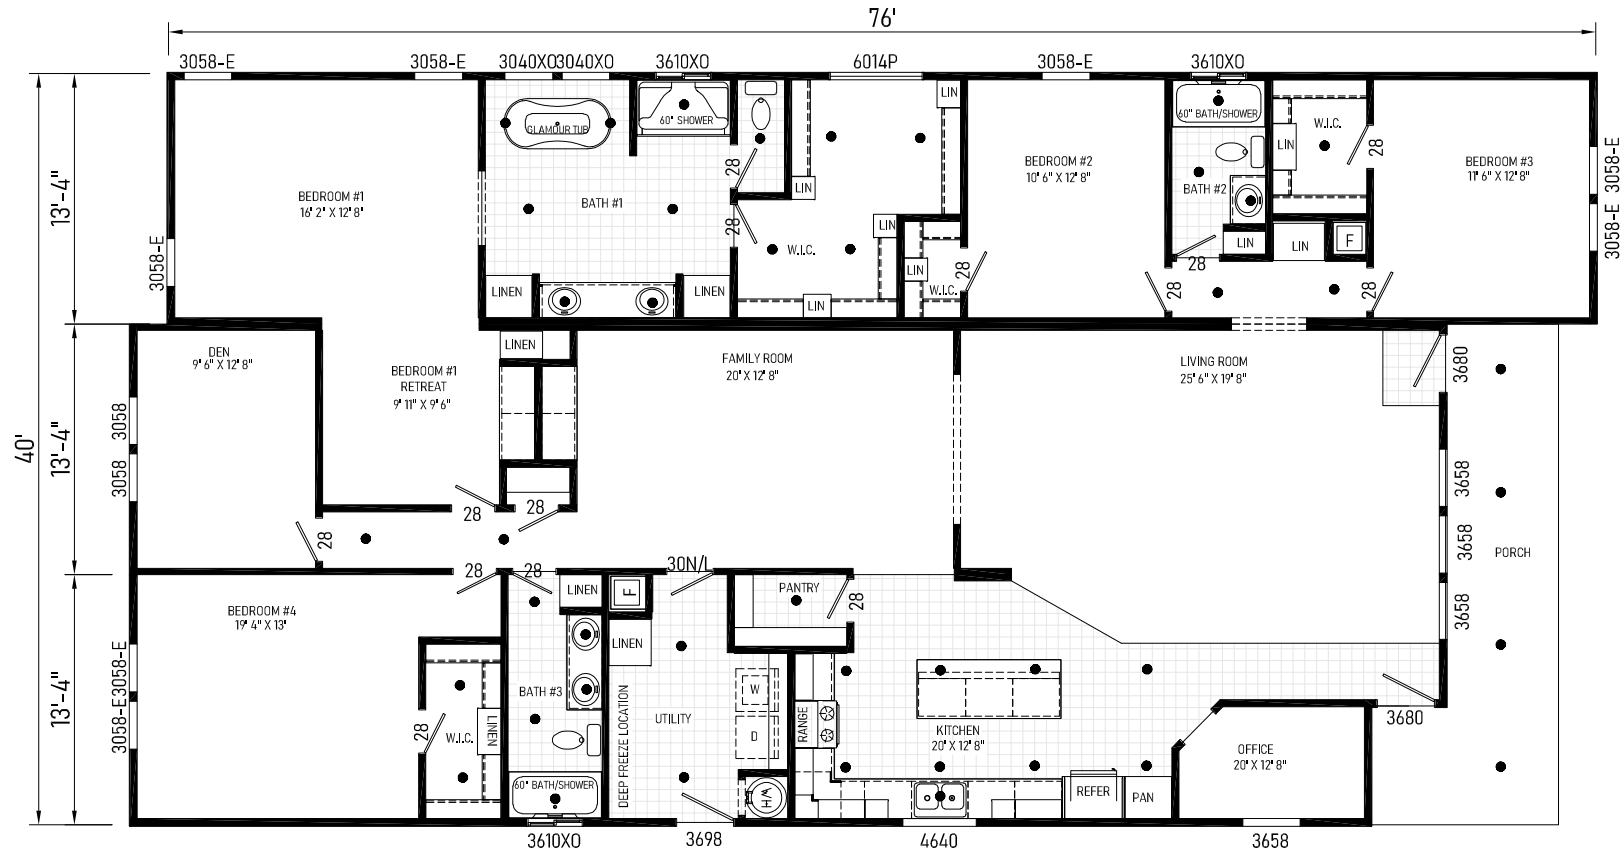 76'
3058-E
3058-E
3040XO3040XO
3610XO
6014P
3058-E
3610XO
40'
13'-4"
13'-4"
13'-4"
3058-E
BEDROOM #1
16' 2" X 12' 8"
GLAMOUR TUB
60" SHOWER
28
28
BATH #1
LINEN
LINEN
LIN
LIN
LIN
W.I.C.
LIN
LIN
W.I.C.
28
BEDROOM #2
10' 6" X 12' 8"
28
60" BATH/SHOWER
BATH #2
LIN
28
LIN
W.I.C.
28
LIN
F
28
BEDROOM #3
11' 6" X 12' 8"
3058-E
3058-E
DEN
9' 6" X 12' 8"
3058
3058
28
BEDROOM #1
RETREAT
9' 11" X 9' 6"
LINEN
28
28
FAMILY ROOM
20' X 12' 8"
LIVING ROOM
25' 6" X 19' 8"
3680
3658
3658
3658
PORCH
28
28
30N/L
BEDROOM #4
19' 4" X 13'
3058-E
3058-E
28
W.I.C.
LINEN
LINEN
BATH #3
60" BATH/SHOWER
3610XO
F
LINEN
DEEP FREEZE LOCATION
UTILITY
W
D
W/H
3698
PANTRY
28
RANGE
KITCHEN
20' X 12' 8"
REFER
PAN
4640
3680
OFFICE
20' X 12' 8"
3658